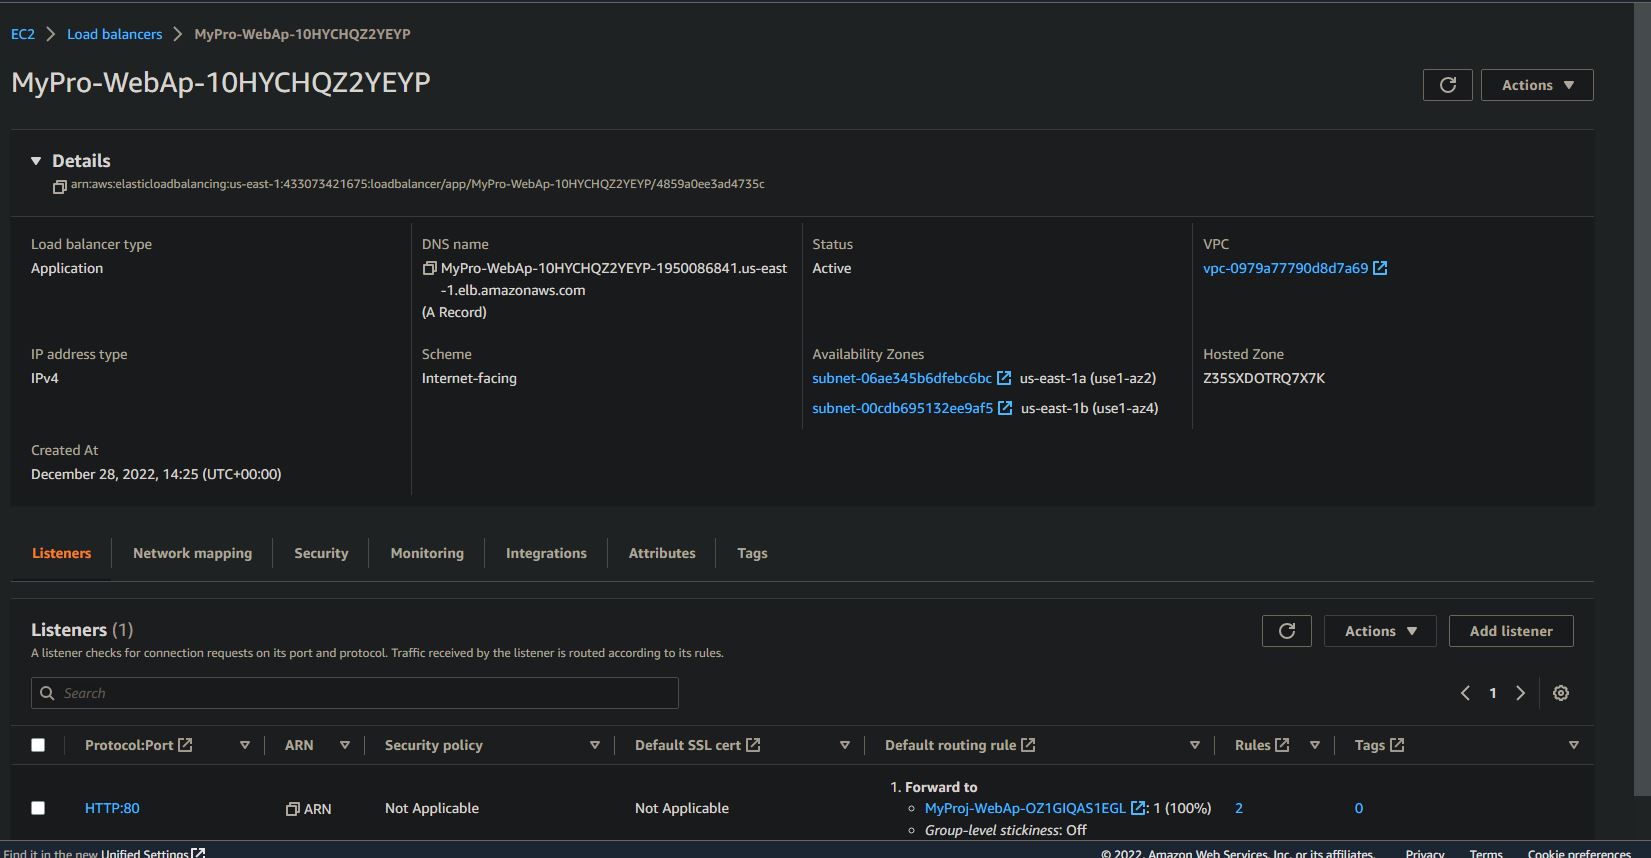 EC2 Load balancers MyPro-WebAp-10HYCHQZ2YEYP
MyPro-WebAp-10HYCHQZ2YEYP
Actions
Details
arn:aws:elasticloadbalancing:us-east-1:433073421675:loadbalancer/app/MyPro-WebAp-10HYCHQZ2YEYP/4859a0ee3ad4735c
Load balancer type
Application
DNS name
MyPro-WebAp-10HYCHQZ2YEYP-1950086841.us-east
-1.elb.amazonaws.com
(A Record)
Status
Active
VPC
vpc-0979a77790d8d7a69
IP address type
IPv4
Scheme
Internet-facing
Availability Zones
subnet-06ae345b6dfebc6bc us-east-1a (use1-az2)
subnet-00cdb695132ee9af5 us-east-1b (use1-az4)
Hosted Zone
Z35SXDOTRQ7X7K
Created At
December 28, 2022, 14:25 (UTC+00:00)
Listeners Network mapping Security Monitoring Integrations Attributes Tags
Listeners (1)
A listener checks for connection requests on its port and protocol. Traffic received by the listener is routed according to its rules.
Actions Add listener
Search
1
Protocol:Port ARN Security policy Default SSL cert Default routing rule Rules Tags
HTTP:80 ARN Not Applicable Not Applicable
1. Forward to
MyProj-WebAp-OZ1GIQAS1EGL : 1 (100%)
Group-level stickiness: Off
2 0
Find it in the new Unified Settings
© 2022, Amazon Web Services, Inc. or its affiliates. Privacy Terms Cookie preferences